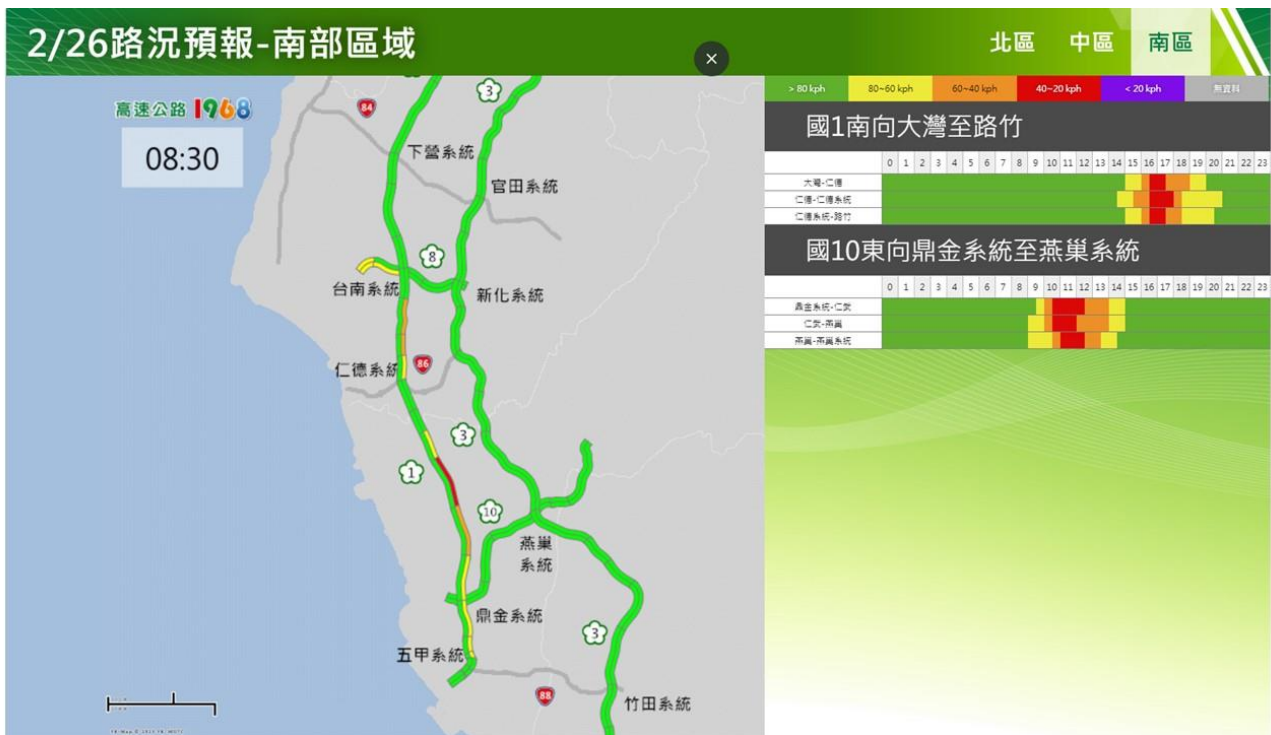 2/26路況預報-南部區域
北區 中區 南區
高速公路 1968
08:30
84
3
下營系統
官田系統
8
台南系統
新化系統
仁德系統
86
3
1
10
燕巢
系統
鼎金系統
3
五甲系統
88
竹田系統
> 80 kph 80~60 kph 60~40 kph 40~20 kph < 20 kph 無資料
國1南向大灣至路竹
0 1 2 3 4 5 6 7 8 9 10 11 12 13 14 15 16 17 18 19 20 21 22 23
大灣-仁德
仁德-仁德系統
仁德系統-路竹
國10東向鼎金系統至燕巢系統
0 1 2 3 4 5 6 7 8 9 10 11 12 13 14 15 16 17 18 19 20 21 22 23
鼎金系統-仁武
仁武-燕巢
燕巢-燕巢系統